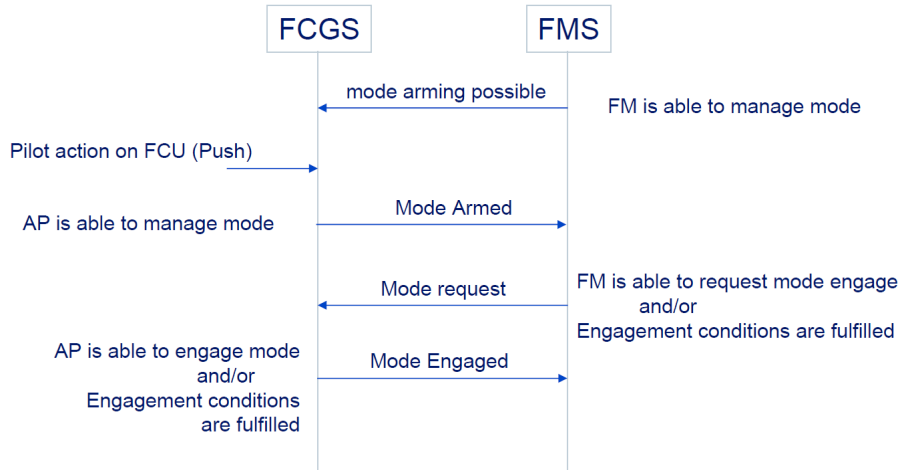 FCGS
FMS
mode arming possible
FM is able to manage mode
Pilot action on FCU (Push)
Mode Armed
AP is able to manage mode
Mode request
FM is able to request mode engage
and/or
Engagement conditions are fulfilled
AP is able to engage mode
and/or
Engagement conditions
are fulfilled
Mode Engaged